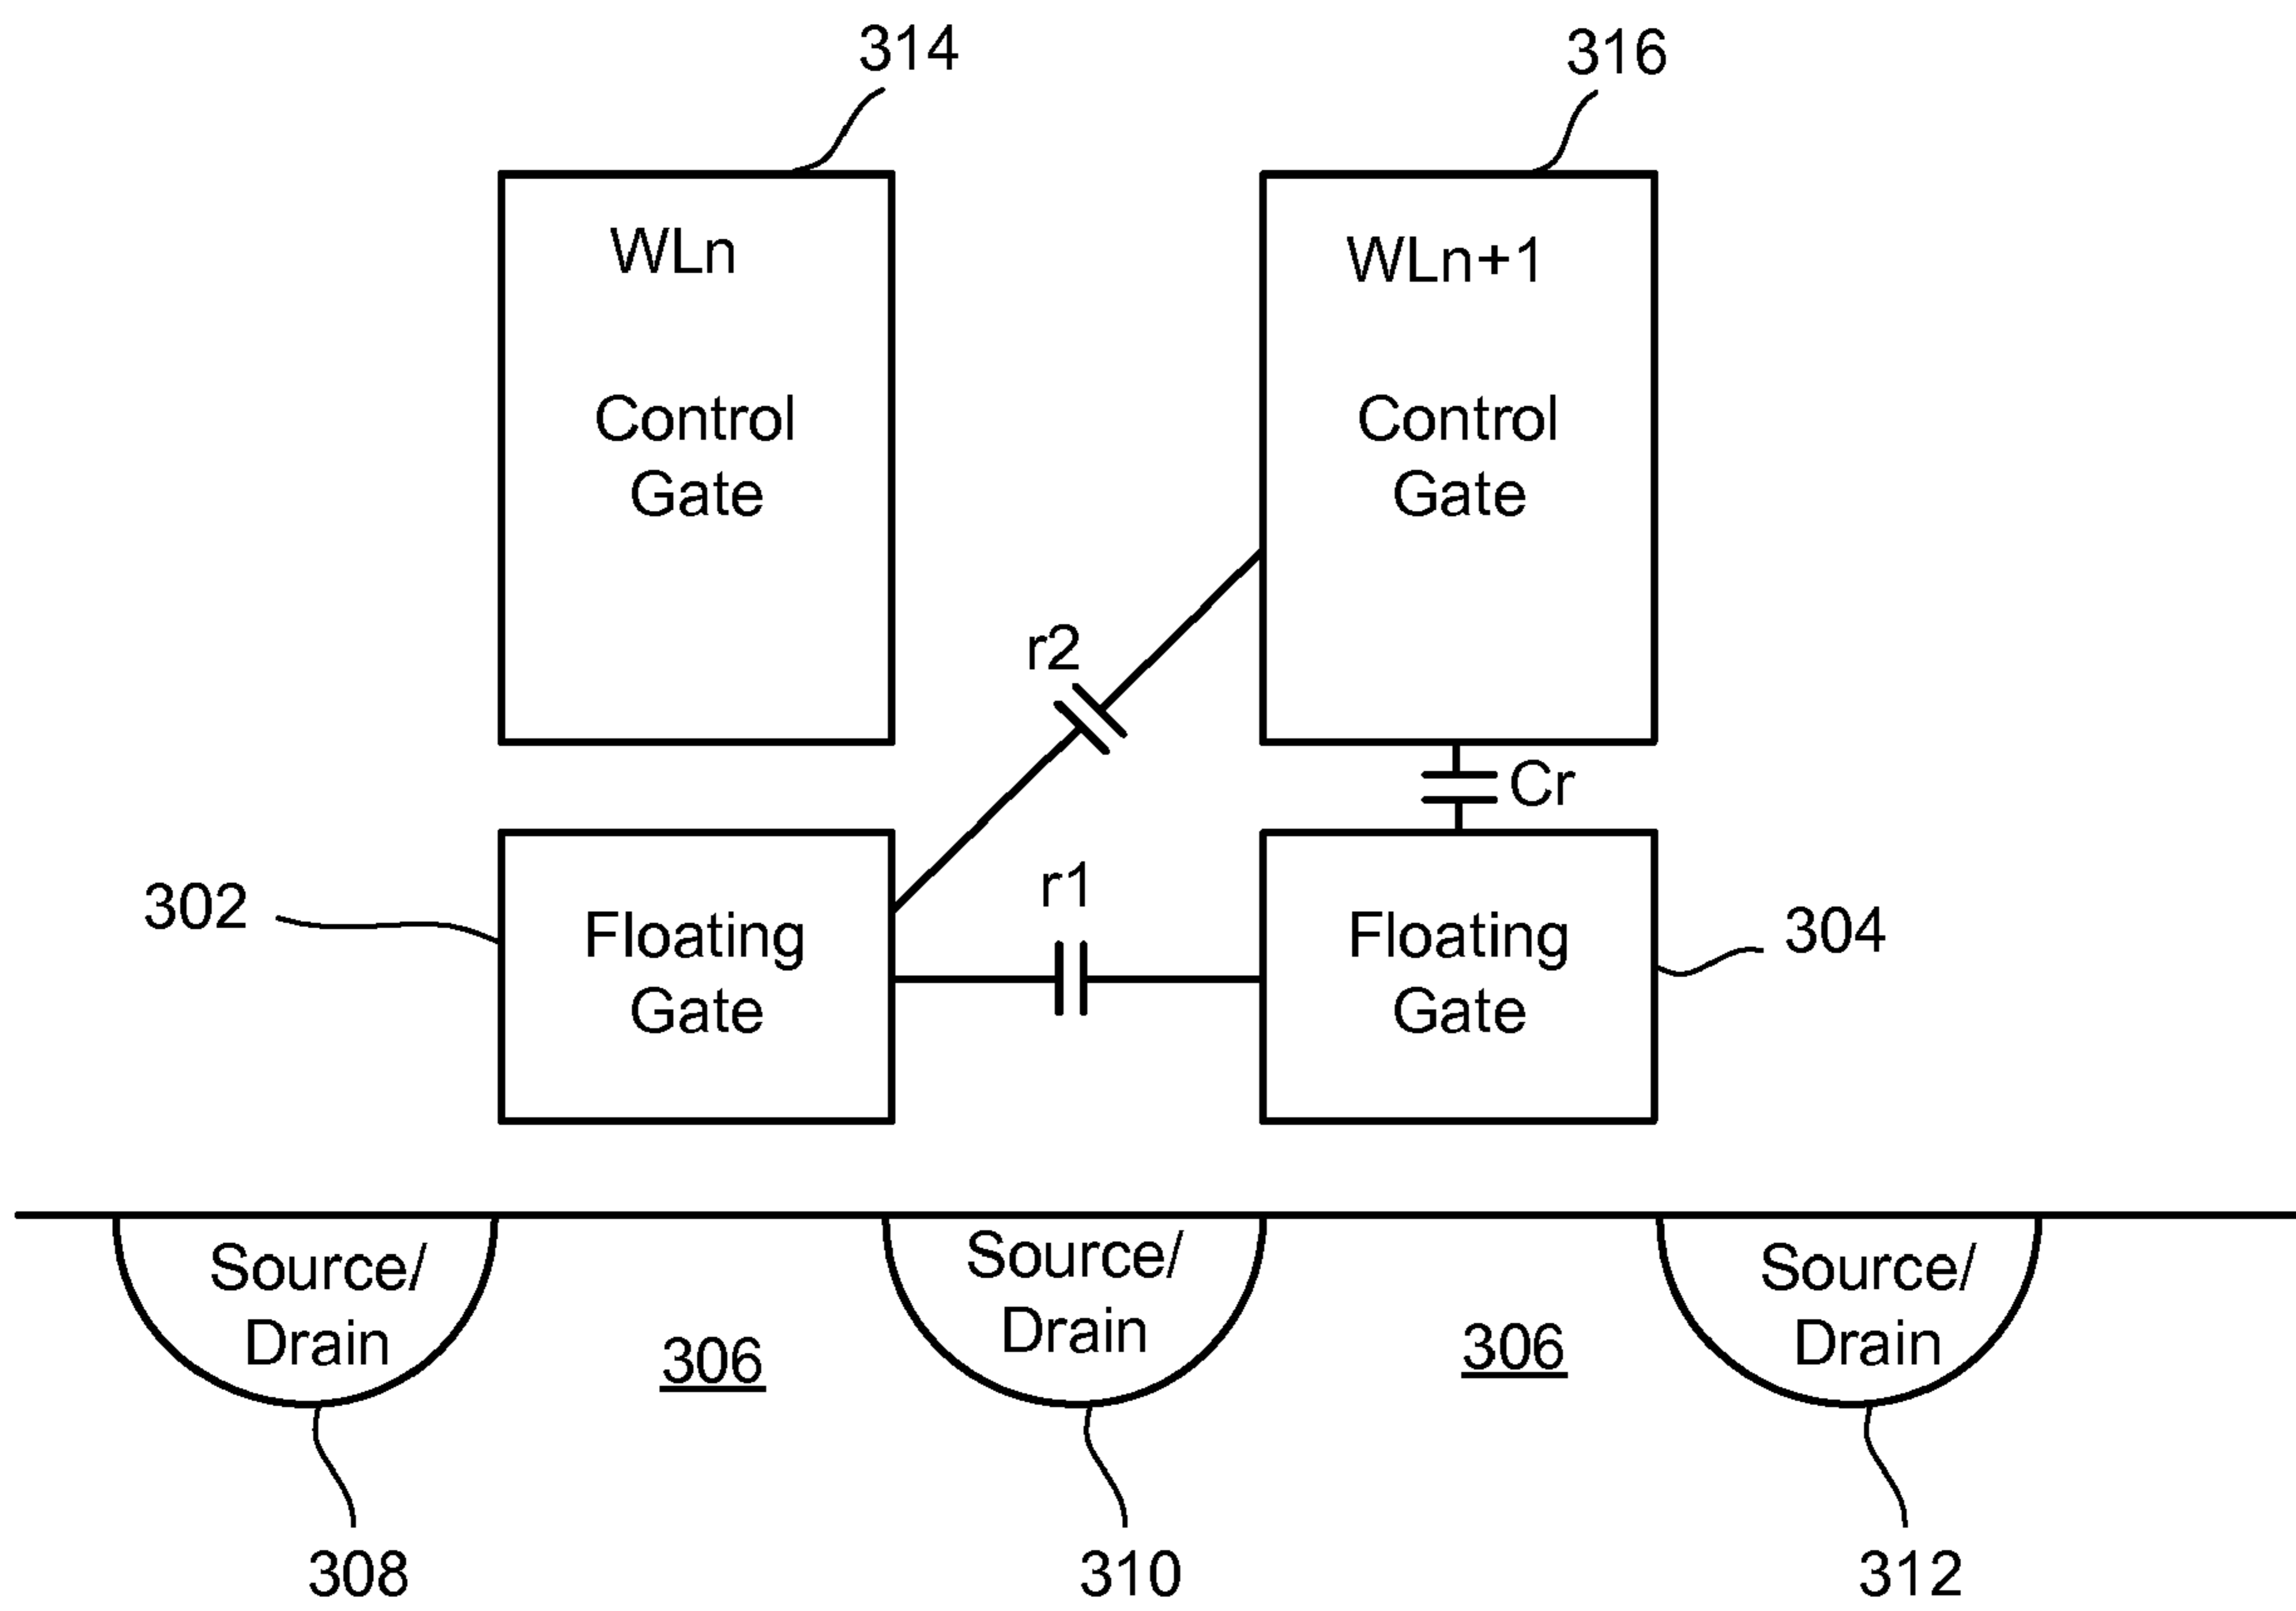 314
316
WLn
WLn+1
Control
Gate
Control
Gate
r2
Cr
r1
302
Floating
Gate
Floating
Gate
304
Source/
Drain
306
Source/
Drain
306
Source/
Drain
308
310
312